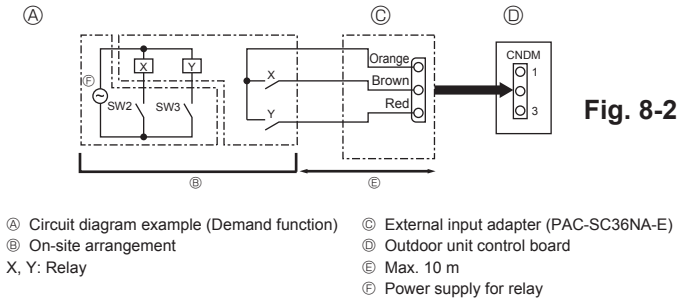 Ⓐ Ⓒ Ⓓ
Orange
Brown
Red
X Y
X
Y
Ⓕ
~
SW2 SW3
CNDM
1
3
Fig. 8-2
Ⓑ Ⓔ
Ⓐ Circuit diagram example (Demand function)
Ⓑ On-site arrangement
X, Y: Relay
Ⓒ External input adapter (PAC-SC36NA-E)
Ⓓ Outdoor unit control board
Ⓔ Max. 10 m
Ⓕ Power supply for relay